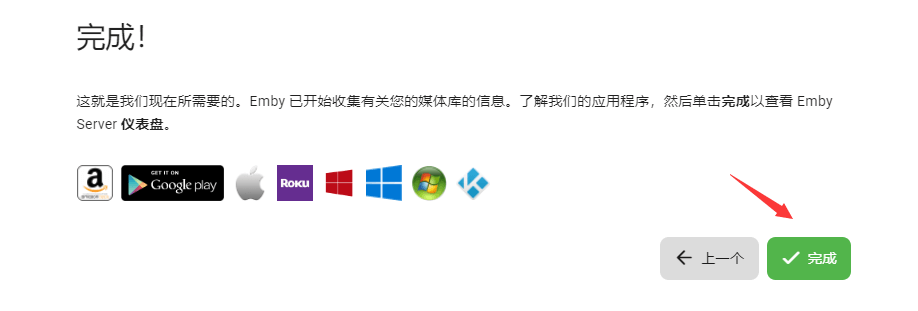 完成!
这就是我们现在所需要的。Emby 已开始收集有关您的媒体库的信息。了解我们的应用程序，然后单击完成以查看 Emby
Server 仪表盘。
a
GET IT ON
Google play
ROKU
上一个
完成